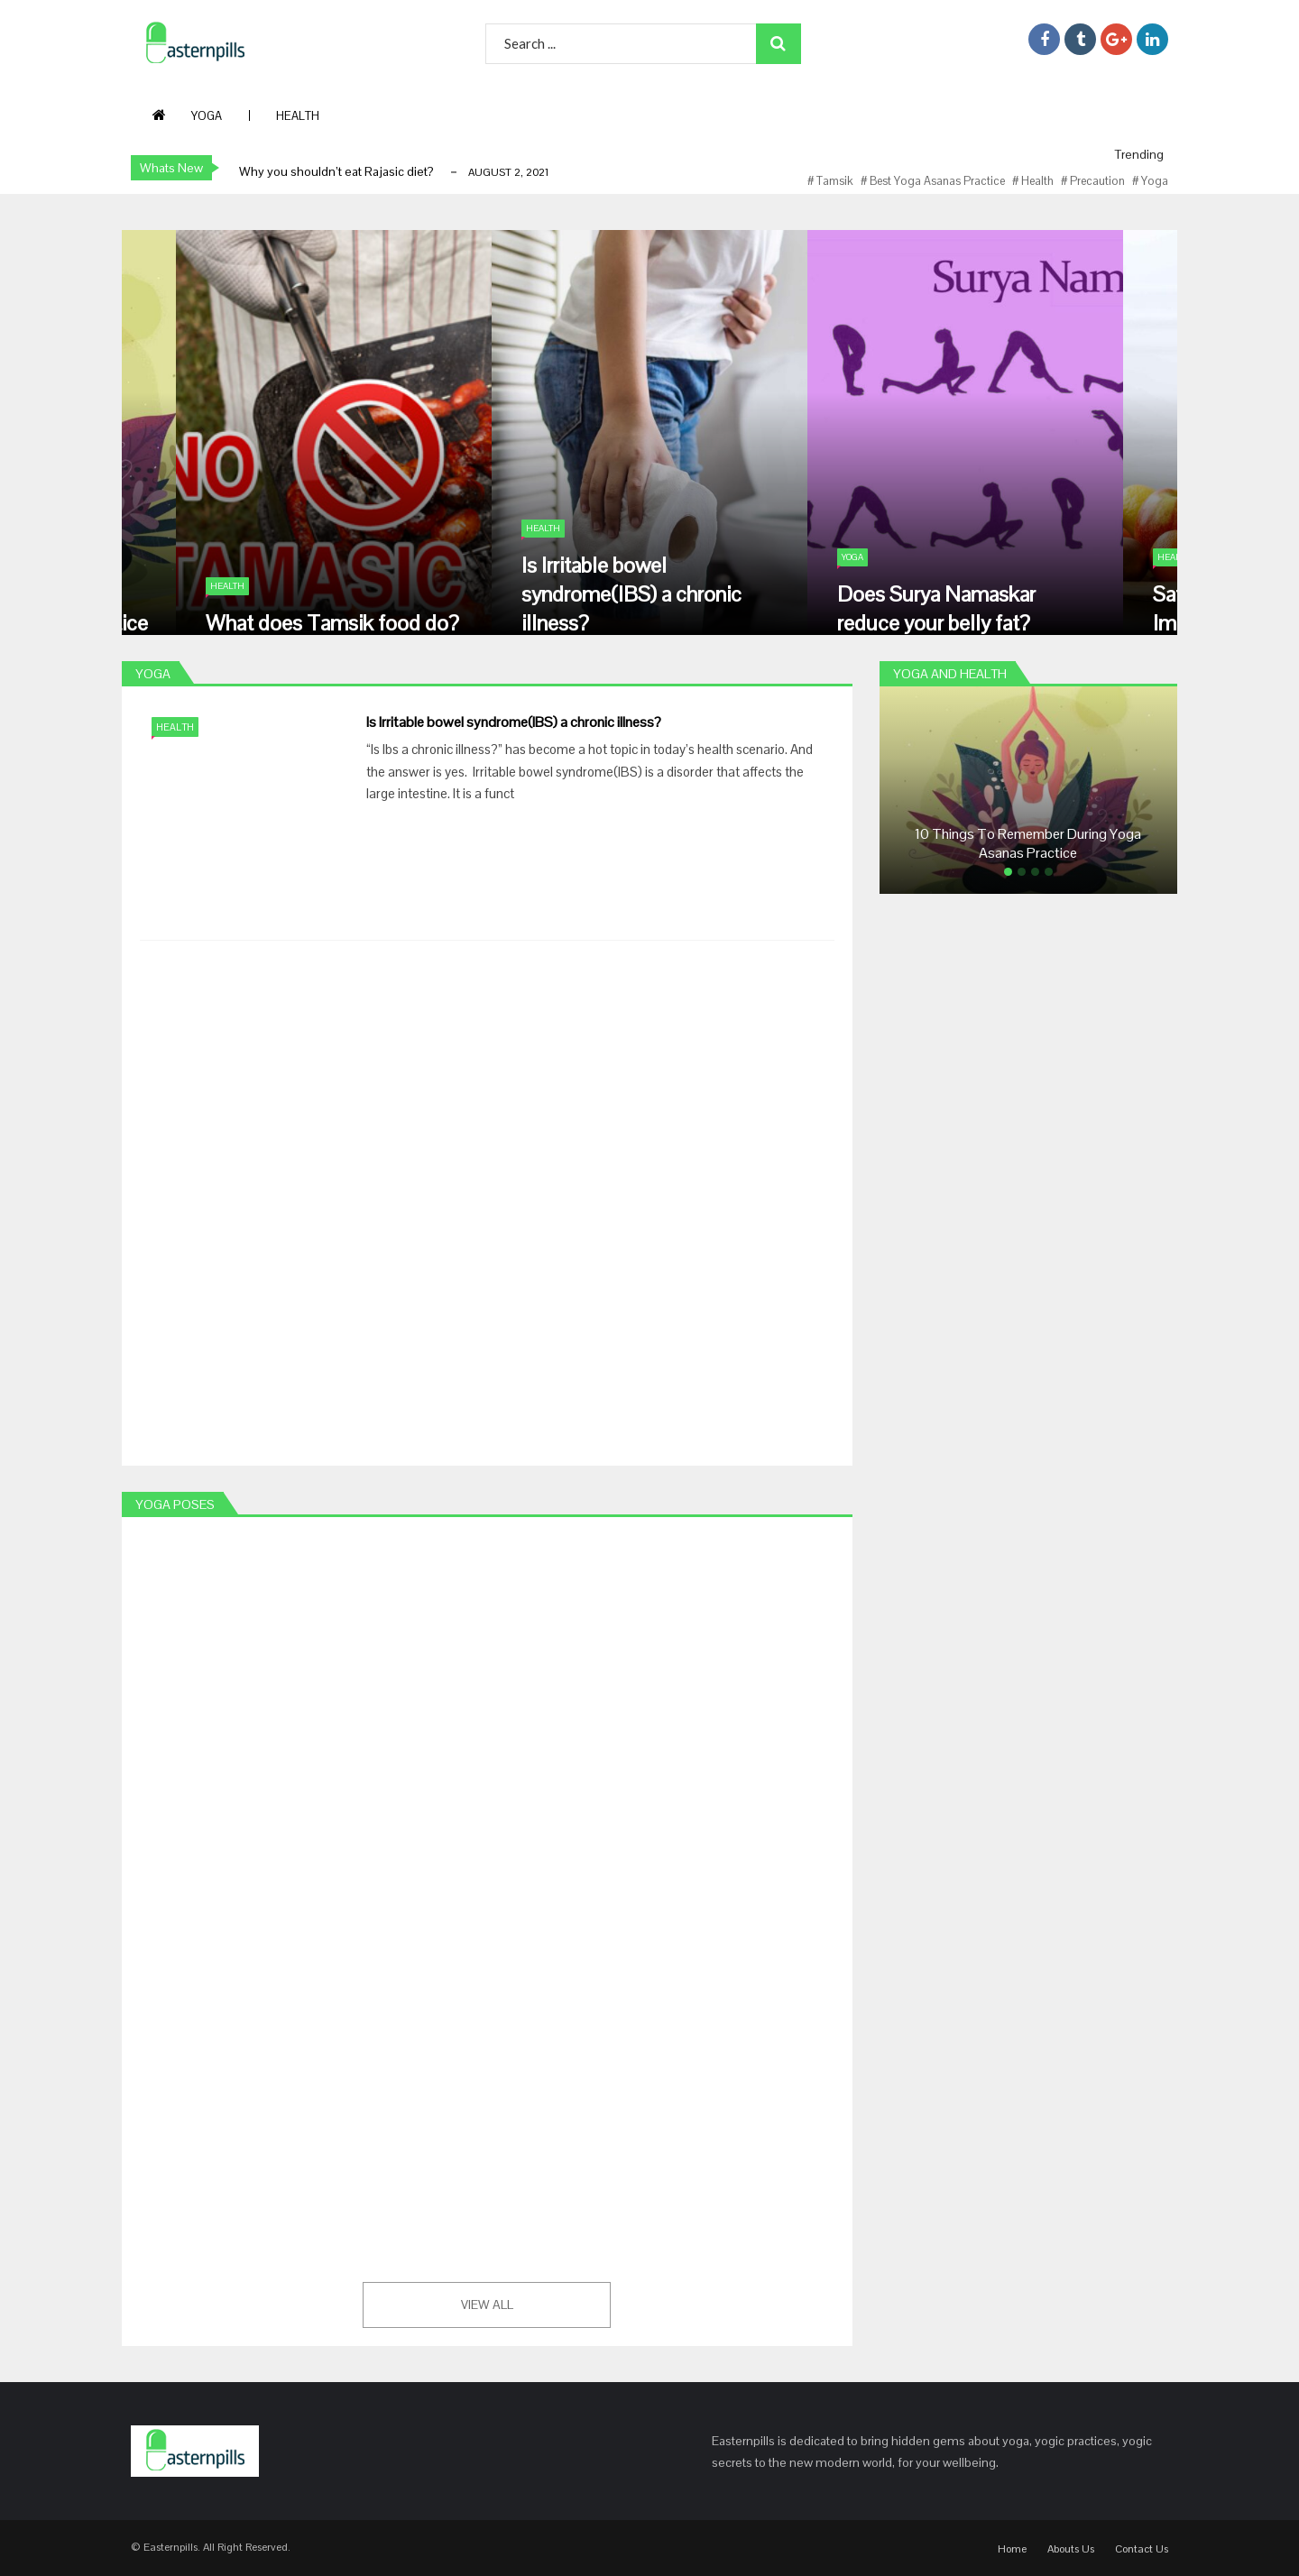 asternpills
Search ...
YOGA
HEALTH
Trending
Whats New
Why you shouldn't eat Rajasic diet? – AUGUST 2, 2021
# Tamsik # Best Yoga Asanas Practice # Health # Precaution # Yoga
NO
TAMASIC
HEALTH
What does Tamsik food do?
HEALTH
Is Irritable bowel
syndrome(IBS) a chronic
illness?
Surya Nam
YOGA
Does Surya Namaskar
reduce your belly fat?
YOGA
HEALTH
Is Irritable bowel syndrome(IBS) a chronic illness?
“Is Ibs a chronic illness?” has become a hot topic in today’s health scenario. And
the answer is yes.  Irritable bowel syndrome(IBS) is a disorder that affects the
large intestine. It is a funct
YOGA AND HEALTH
10 Things To Remember During Yoga
Asanas Practice
YOGA POSES
VIEW ALL
asternpills
Easternpills is dedicated to bring hidden gems about yoga, yogic practices, yogic
secrets to the new modern world, for your wellbeing.
© Easternpills. All Right Reserved.
Home Abouts Us Contact Us